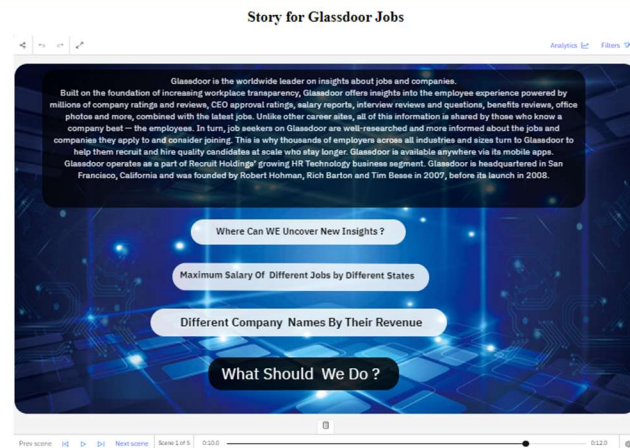 Story for Glassdoor Jobs
Analytics
Filters
Glassdoor is the worldwide leader on insights about jobs and companies.
Built on the foundation of increasing workplace transparency, Glassdoor offers insights into the employee experience powered by
millions of company ratings and reviews, CEO approval ratings, salary reports, interview reviews and questions, benefits reviews, office
photos and more, combined with the latest jobs. Unlike other career sites, all of this information is shared by those who know a
company best — the employees. In turn, job seekers on Glassdoor are well-researched and more informed about the jobs and
companies they apply to and consider joining. This is why thousands of employers across all industries and sizes turn to Glassdoor to
help them recruit and hire quality candidates at scale who stay longer. Glassdoor is available anywhere via its mobile apps.
Glassdoor operates as a part of Recruit Holdings' growing HR Technology business segment. Glassdoor is headquartered in San
Francisco, California and was founded by Robert Hohman, Rich Barton and Tim Besse in 2007, before its launch in 2008.
Where Can WE Uncover New Insights ?
Maximum Salary Of Different Jobs by Different States
Different Company Names By Their Revenue
What Should We Do ?
Prev scene Next scene Scene 1 of 5 0:10.0 0:12.0